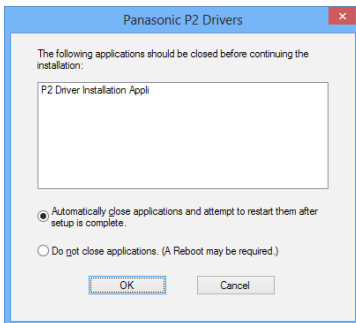 Panasonic P2 Drivers
The following applications should be closed before continuing the
installation:
P2 Driver Installation Appli
Automatically close applications and attempt to restart them after
setup is complete.
Do not close applications. (A Reboot may be required.)
OK
Cancel